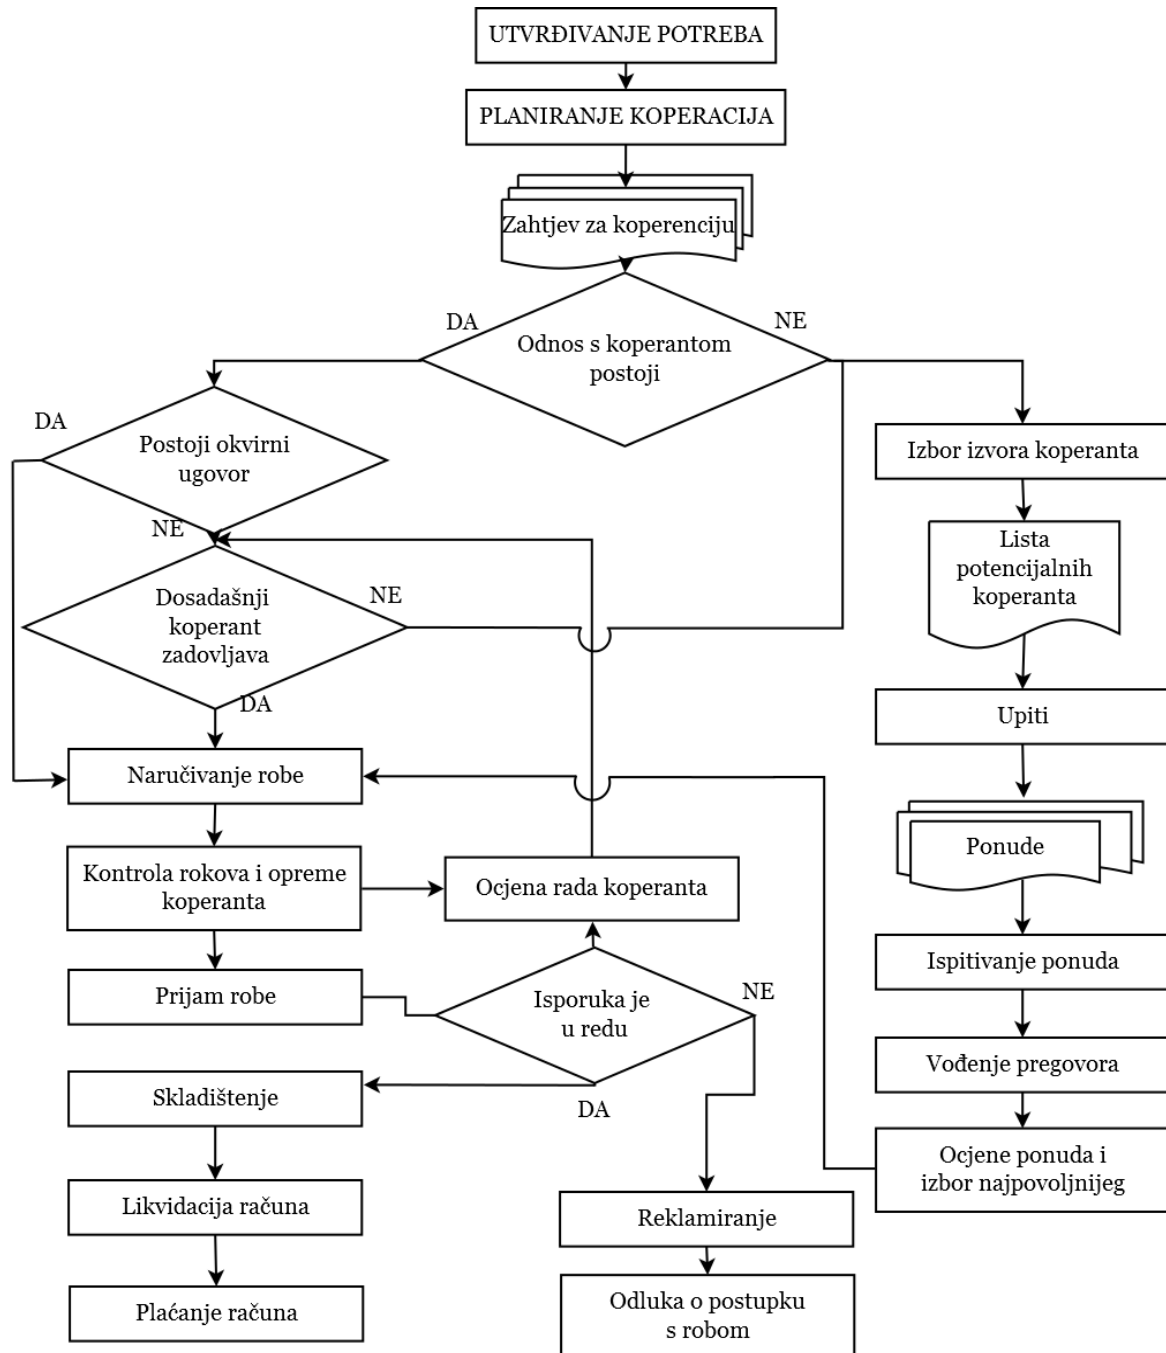 UTVRĐIVANJE POTREBA
PLANIRANJE KOPERACIJA
Zahtjev za koperenciju
DA
NE
Odnos s koperantom
postoji
DA
Postoji okvirni
ugovor
NE
Izbor izvora koperanta
Lista
potencijalnih
koperanta
Dosadašnji
koperant
zadovljava
NE
DA
Upiti
Naručivanje robe
Ponude
Kontrola rokova i opreme
koperanta
Ocjena rada koperanta
Ispitivanje ponuda
Prijam robe
Isporuka je
u redu
NE
DA
Vođenje pregovora
Skladištenje
Ocjene ponuda i
izbor najpovoljnijeg
Likvidacija računa
Reklamiranje
Plaćanje računa
Odluka o postupku
s robom